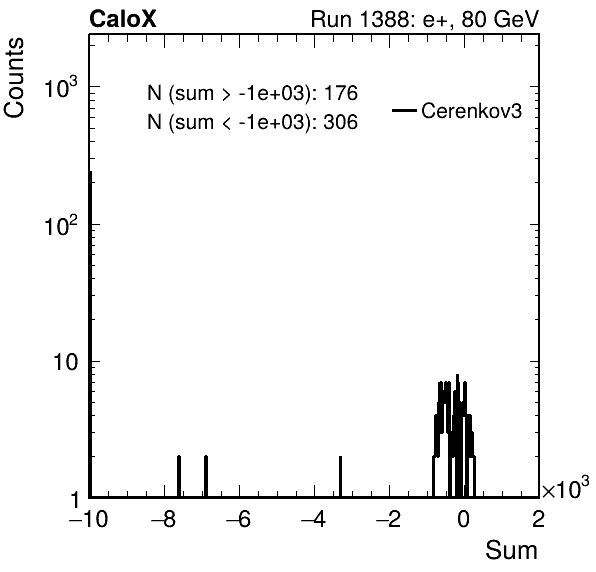 CaloX Run 1388: e+, 80 GeV
Counts
10³
N (sum > -1e+03): 176
N (sum < -1e+03): 306
Cerenkov3
10²
10
1
−10 −8 −6 −4 −2 0 2
×10³
Sum